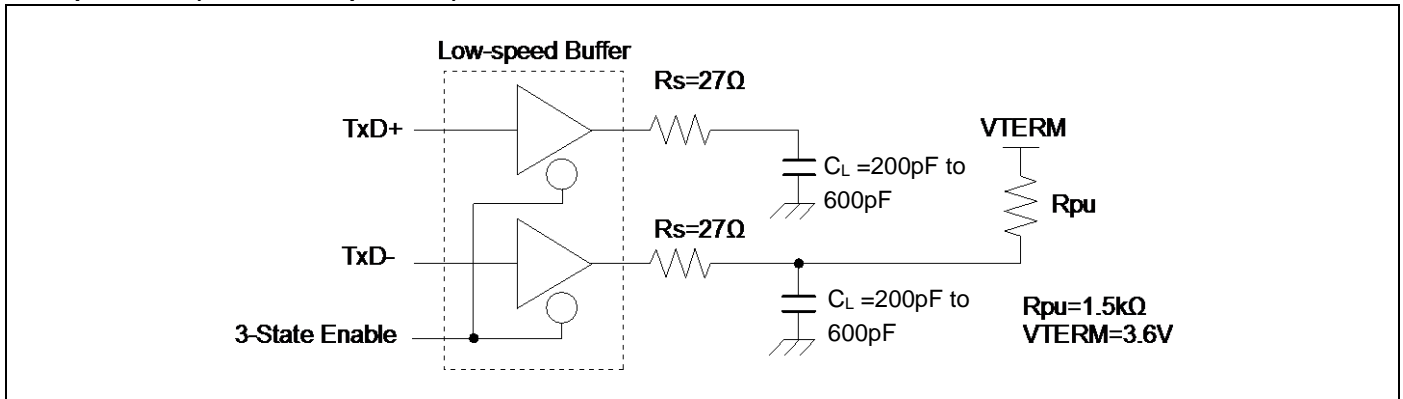 Low-speed Buffer
Rs=27Ω
TxD+
VTERM
CL =200pF to
600pF
Rpu
Rs=27Ω
TxD-
CL =200pF to
600pF
Rpu=1.5kΩ
VTERM=3.6V
3-State Enable